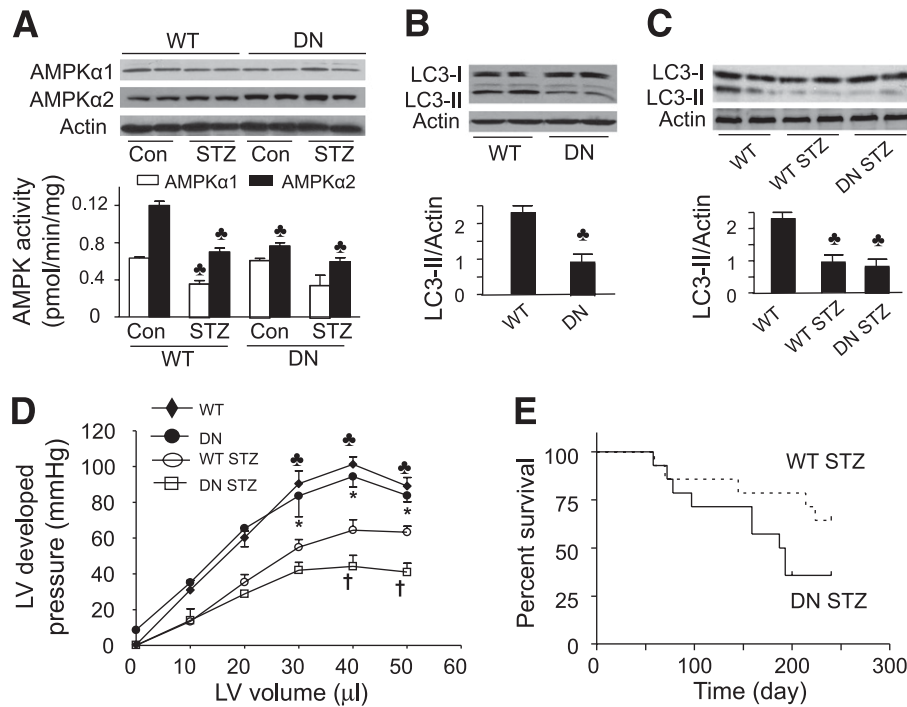 A
WT DN
AMPKα1
AMPKα2
Actin
Con STZ Con STZ
AMPKα1 AMPKα2
AMPK activity
(pmol/min/mg)
0.12
0.6
0.4
0
Con STZ Con STZ
WT DN
B
LC3-I
LC3-II
Actin
WT DN
LC3-II/Actin
2
1
0
WT DN
C
LC3-I
LC3-II
Actin
WT WT STZ DN STZ
LC3-II/Actin
2
1
0
WT WT STZ DN STZ
D
WT
DN
WT STZ
DN STZ
LV developed
pressure (mmHg)
120
100
80
60
40
20
0
♣ ♣ ♣
* * *
† †
0 10 20 30 40 50 60
LV volume (µl)
E
Percent survival
100
75
50
25
0
WT STZ
DN STZ
0 100 200 300
Time (day)